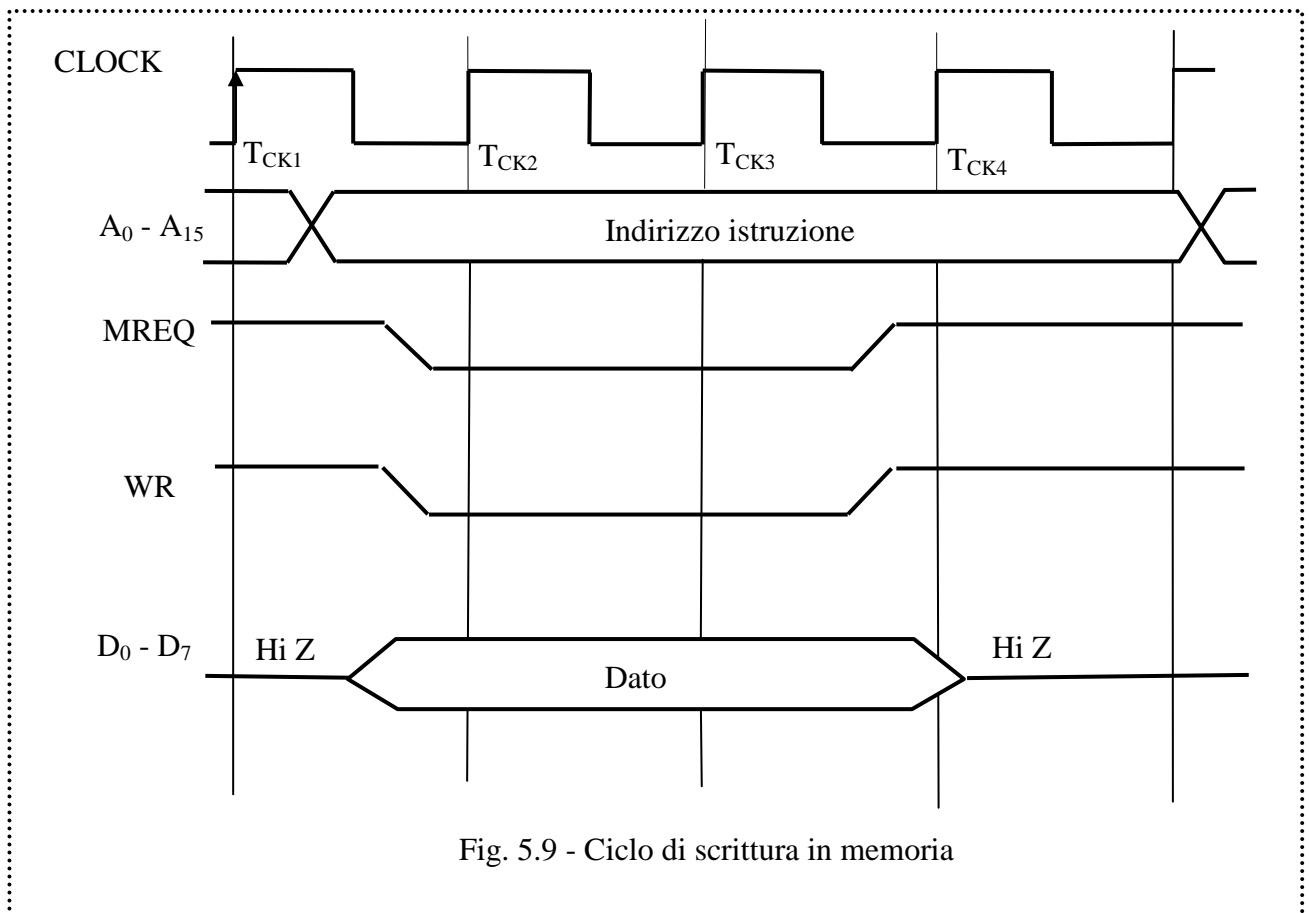 CLOCK
TCK1 TCK2 TCK3 TCK4
A0 - A15 Indirizzo istruzione
MREQ
WR
D0 - D7 Hi Z Dato Hi Z
Fig. 5.9 - Ciclo di scrittura in memoria